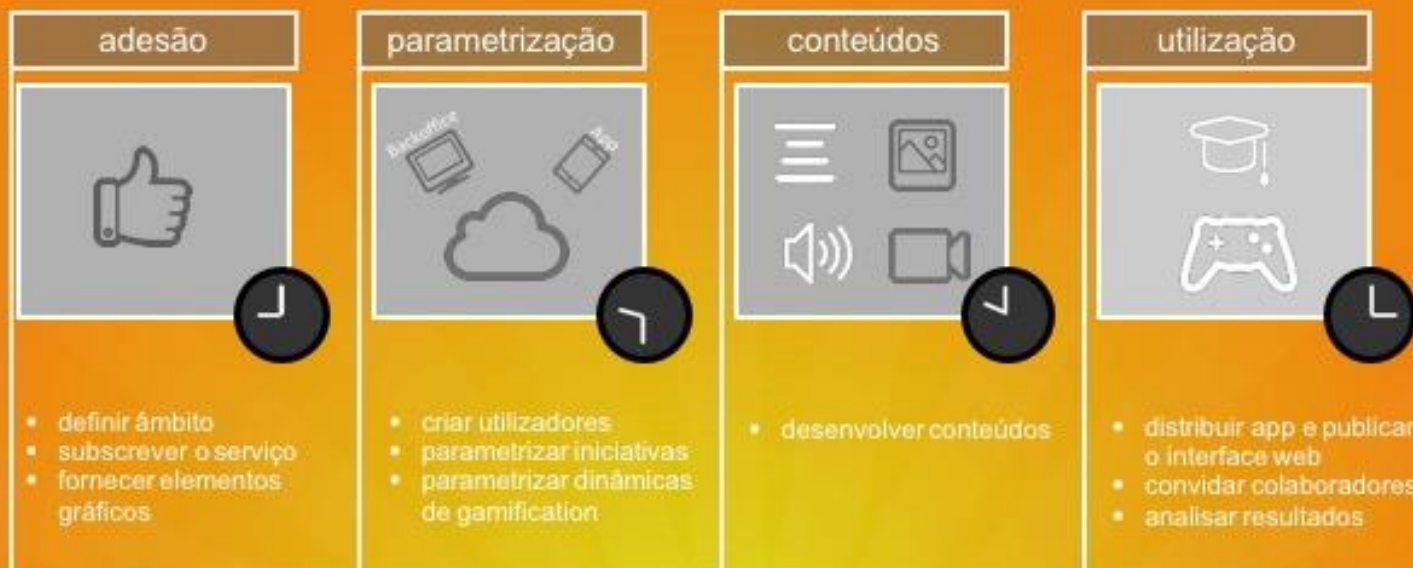 adesão
parametrização
conteúdos
utilização
Backoffice
App
▪ definir âmbito
▪ subscrever o serviço
▪ fornecer elementos
gráficos
▪ criar utilizadores
▪ parametrizar iniciativas
▪ parametrizar dinâmicas
de gamification
▪ desenvolver conteúdos
▪ distribuir app e publicar
o interface web
▪ convidar colaboradores
▪ analisar resultados